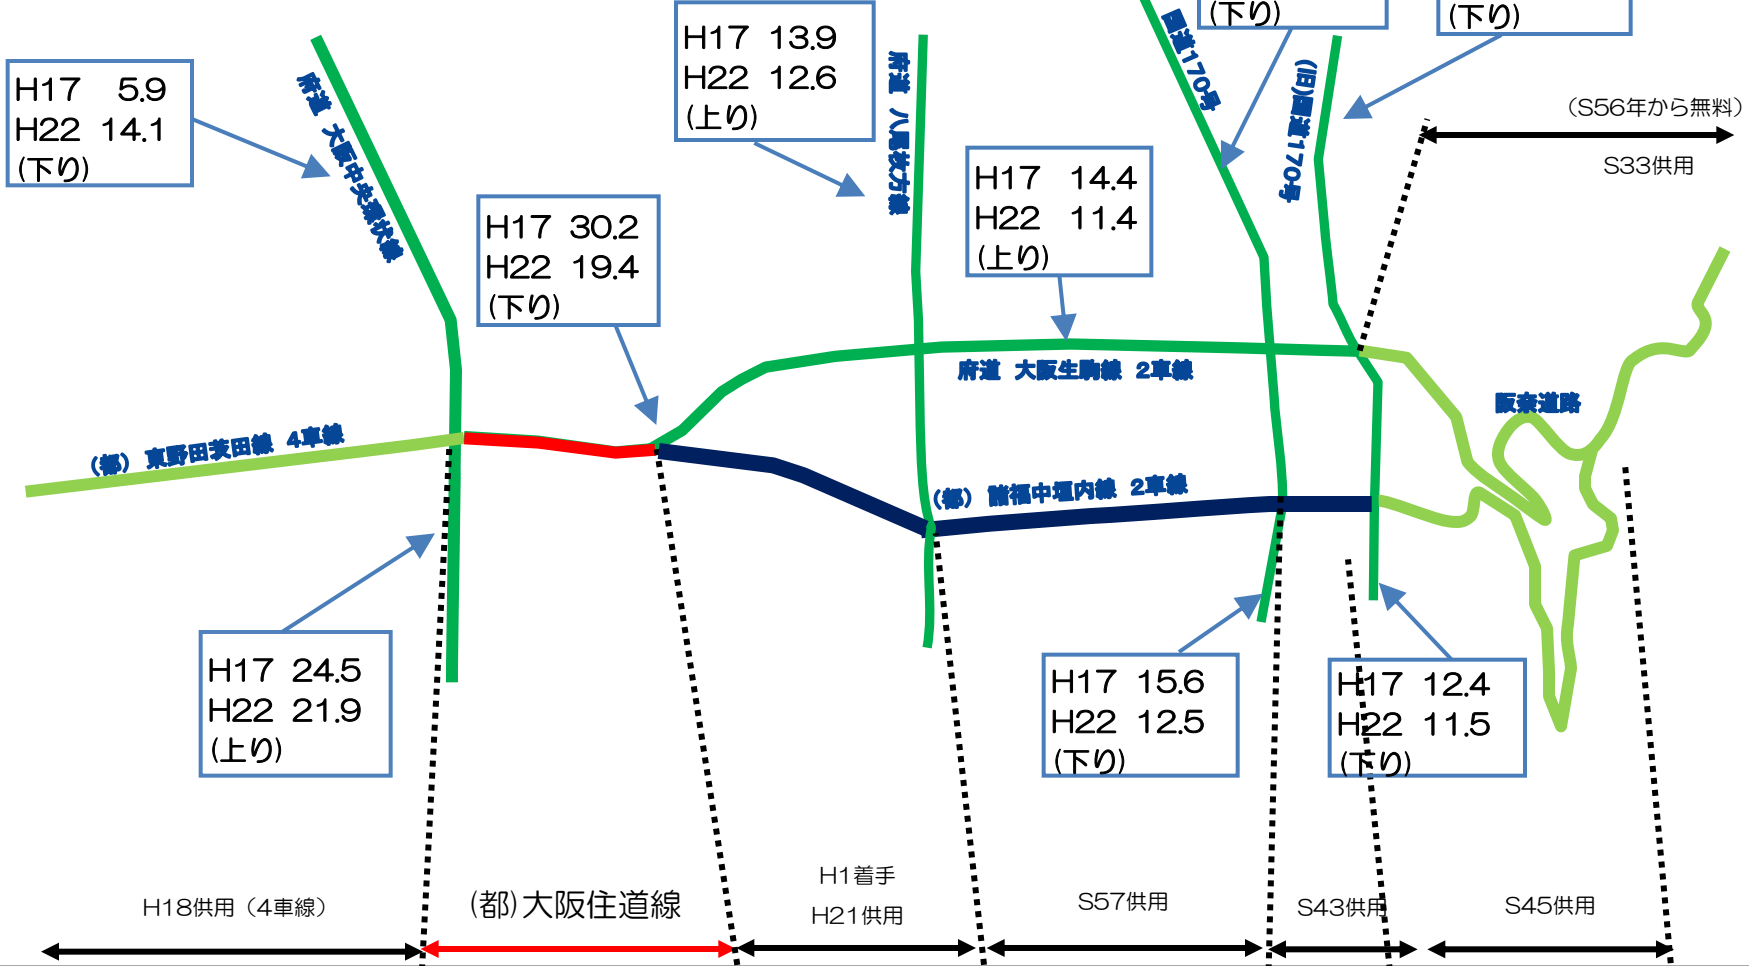 (下り)
(下り)
H17 13.9
H22 12.6
(上り)
H17 5.9
H22 14.1
(下り)
府道 大阪中央環状線
府道 八尾枚方線
国道170号
(旧)国道170号
(S56年から無料)
S33供用
H17 14.4
H22 11.4
(上り)
H17 30.2
H22 19.4
(下り)
府道 大阪生駒線 2車線
阪奈道路
(都) 東野田茨田線 4車線
(都) 諸福中垣内線 2車線
H17 24.5
H22 21.9
(上り)
H17 15.6
H22 12.5
(下り)
H17 12.4
H22 11.5
(下り)
H18供用(4車線)
(都)大阪住道線
H1着手
H21供用
S57供用
S43供用
S45供用